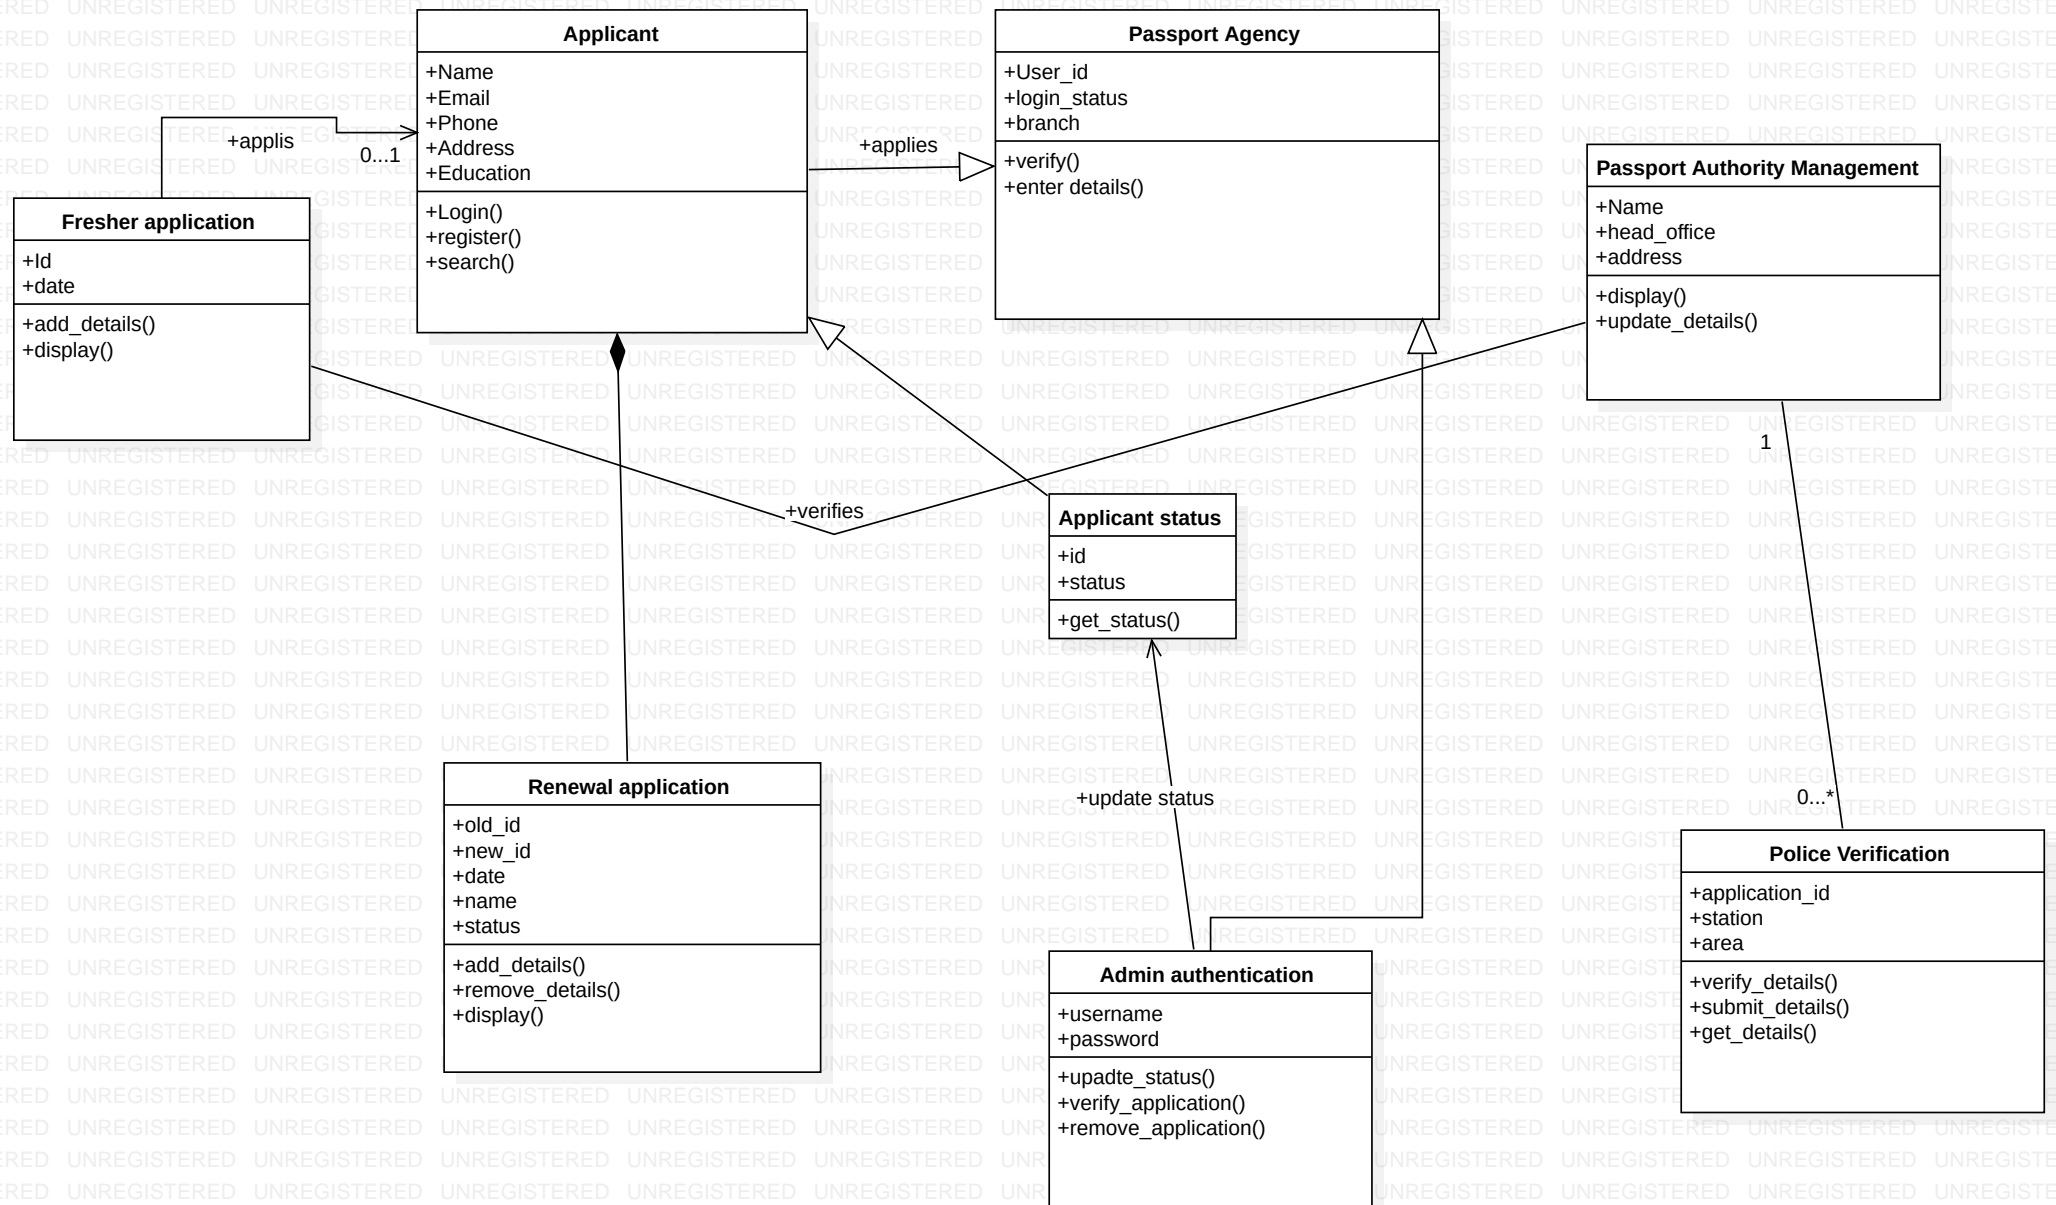 Applicant
+Name
+Email
+Phone
+Address
+Education
+Login()
+register()
+search()
Passport Agency
+User_id
+login_status
+branch
+verify()
+enter details()
Passport Authority Management
+Name
+head_office
+address
+display()
+update_details()
Fresher application
+Id
+date
+add_details()
+display()
+applis
0...1
+applies
+verifies
1
0...*
Applicant status
+id
+status
+get_status()
+update status
Renewal application
+old_id
+new_id
+date
+name
+status
+add_details()
+remove_details()
+display()
Admin authentication
+username
+password
+upadte_status()
+verify_application()
+remove_application()
Police Verification
+application_id
+station
+area
+verify_details()
+submit_details()
+get_details()
UNREGISTERED